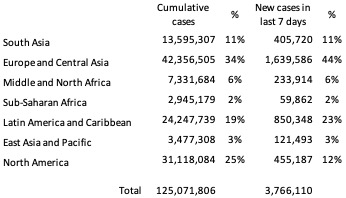 Cumulative cases % New cases in last 7 days %
South Asia 13,595,307 11% 405,720 11%
Europe and Central Asia 42,356,505 34% 1,639,586 44%
Middle and North Africa 7,331,684 6% 233,914 6%
Sub-Saharan Africa 2,945,179 2% 59,862 2%
Latin America and Caribbean 24,247,739 19% 850,348 23%
East Asia and Pacific 3,477,308 3% 121,493 3%
North America 31,118,084 25% 455,187 12%
Total 125,071,806 3,766,110